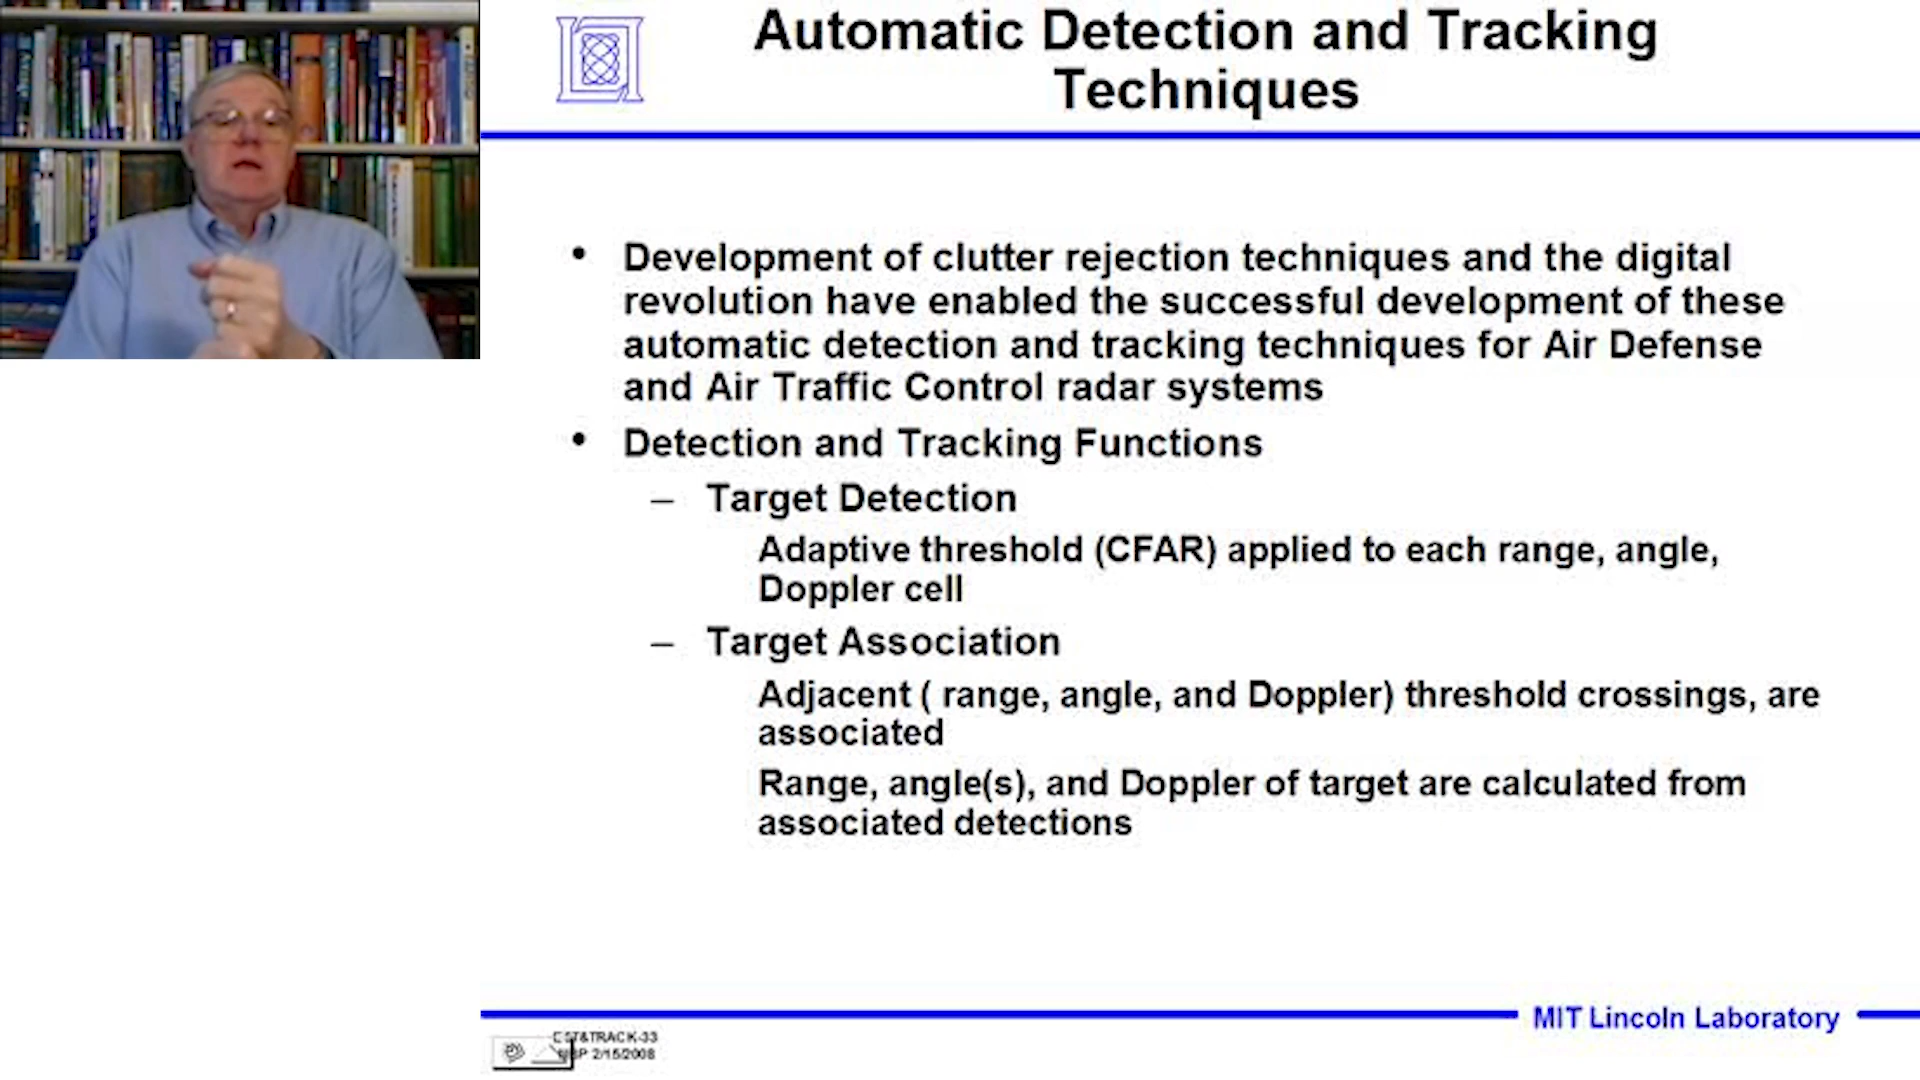 Automatic Detection and Tracking
Techniques
• Development of clutter rejection techniques and the digital
revolution have enabled the successful development of these
automatic detection and tracking techniques for Air Defense
and Air Traffic Control radar systems
• Detection and Tracking Functions
– Target Detection
Adaptive threshold (CFAR) applied to each range, angle,
Doppler cell
– Target Association
Adjacent ( range, angle, and Doppler) threshold crossings, are
associated
Range, angle(s), and Doppler of target are calculated from
associated detections
MIT Lincoln Laboratory
2/15/2008